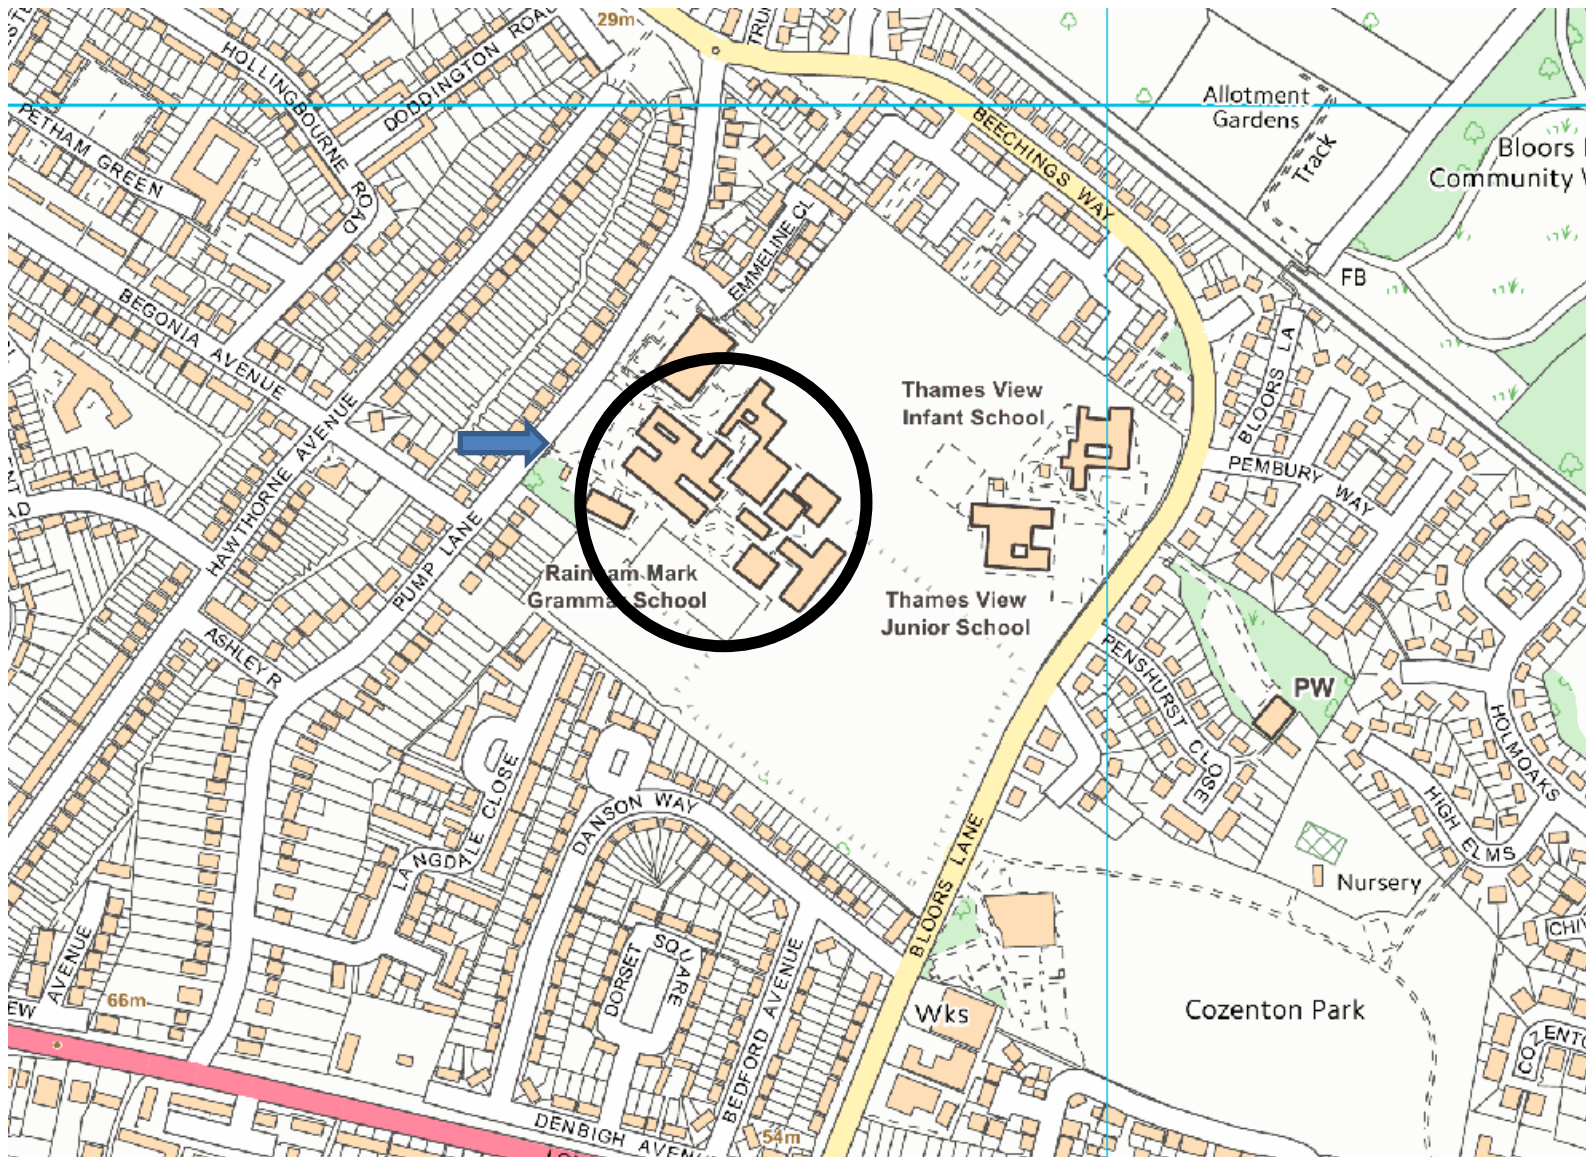 29m
DODDINGTON ROAD
HOLLINGBOURNE ROAD
PETHAM GREEN
BEECHINGS WAY
Allotment
Gardens
Track
Bloors
Community
FB
EMMELINE CL
BEGONIA AVENUE
HAWTHORNE AVENUE
PUMP LANE
Thames View
Infant School
BLOORS LA
PEMBURY WAY
Rainham Mark
Grammar School
Thames View
Junior School
ASHLEY R
PENSHURST CLOSE
PW
HOLMOAKS
HIGH ELMS
LANGDALE CLOSE
DANSON WAY
BLOORS LANE
Nursery
DORSET SQUARE
BEDFORD AVENUE
AVENUE
66m
EW
Wks
Cozenton Park
DENBIGH AVENUE
54m